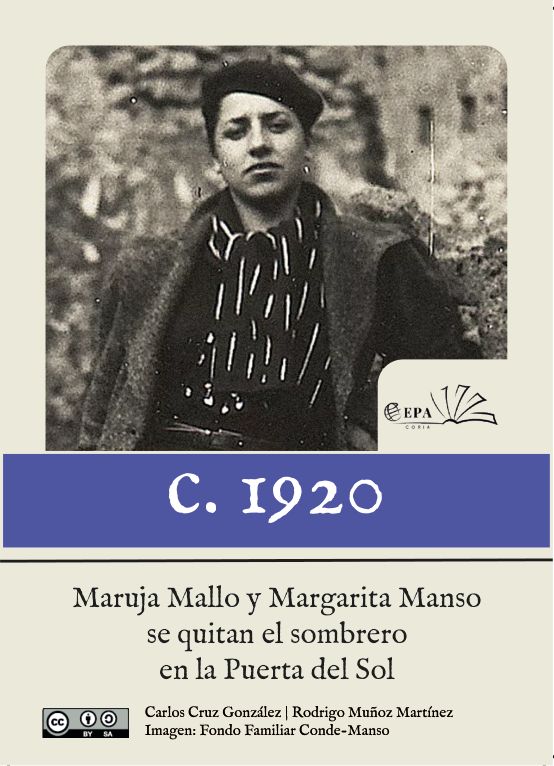 EPA
CORIA
C. 1920
Maruja Mallo y Margarita Manso
se quitan el sombrero
en la Puerta del Sol
Carlos Cruz González | Rodrigo Muñoz Martínez
Imagen: Fondo Familiar Conde-Manso
cc
BY SA